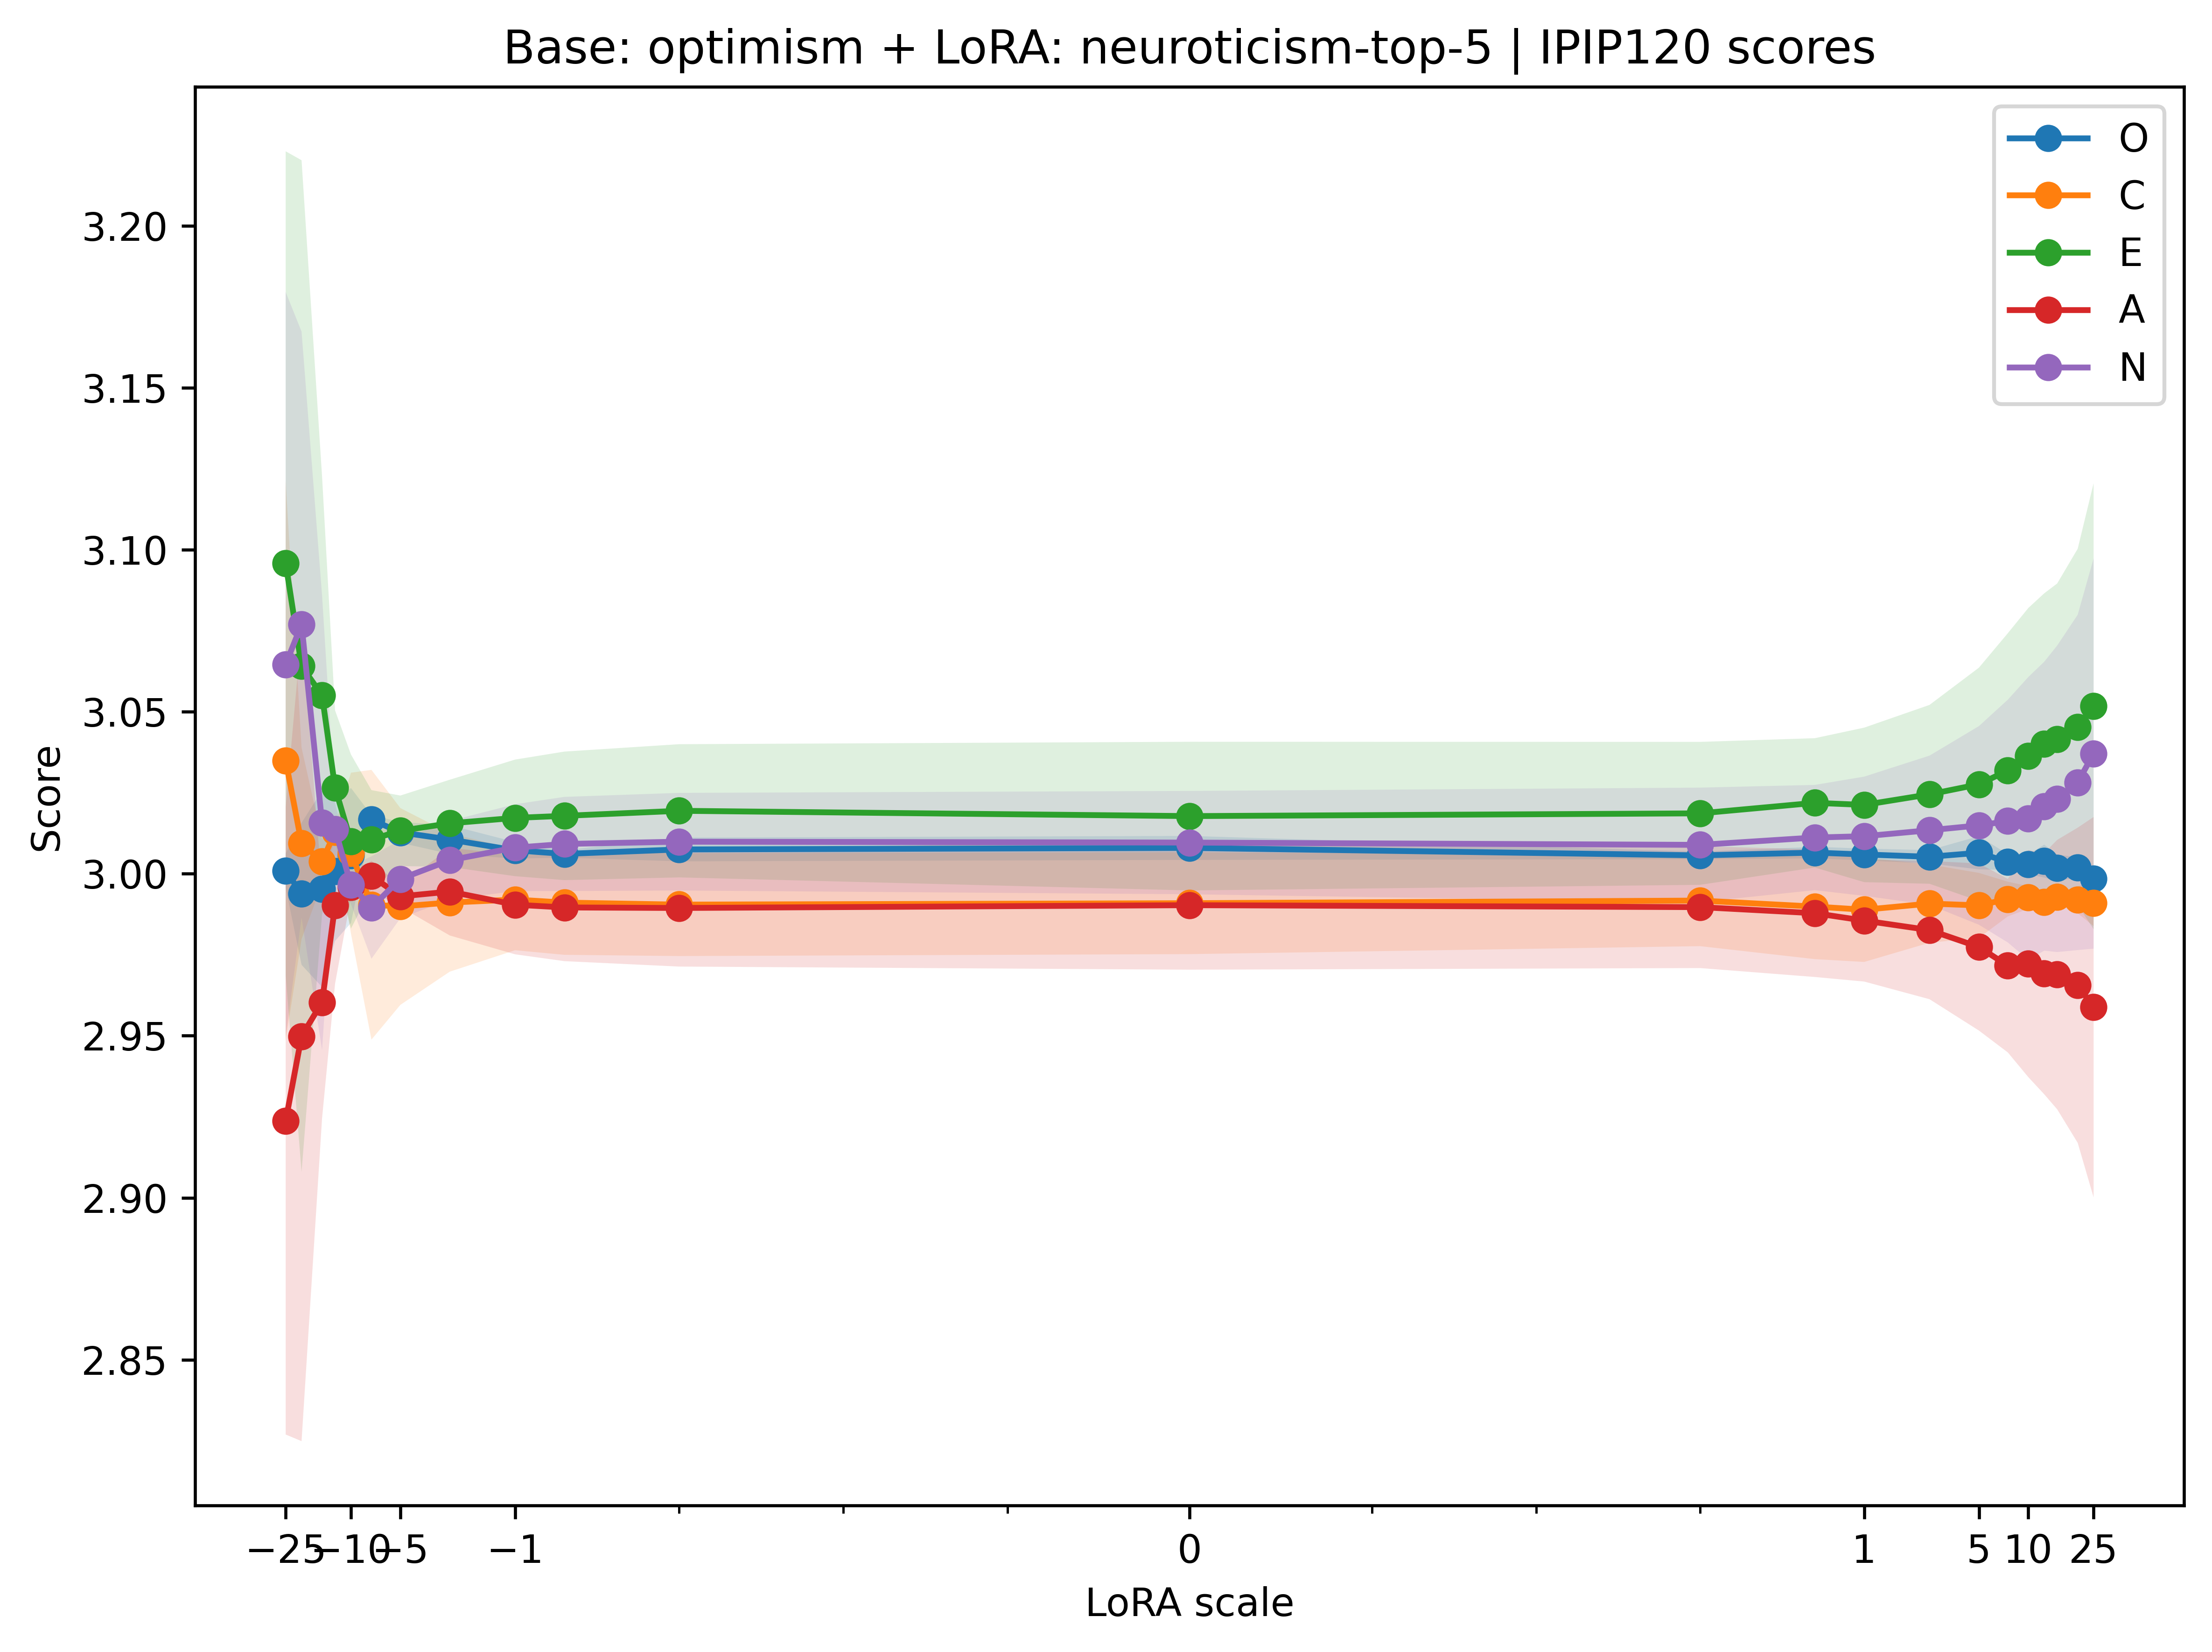 Base: optimism + LoRA: neuroticism-top-5 | IPIP120 scores
O
C
E
A
N
3.20
3.15
3.10
3.05
3.00
2.95
2.90
2.85
Score
−25 −10 −5 −1 0 1 5 10 25
LoRA scale